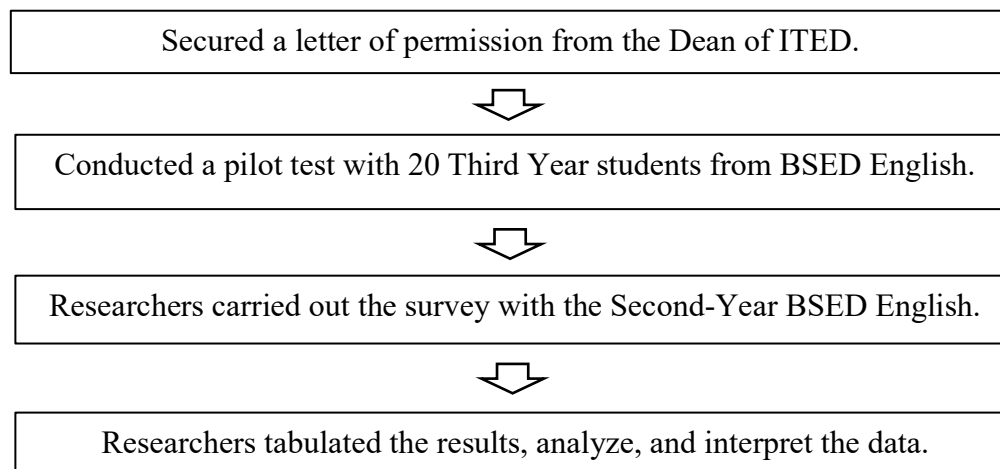 Secured a letter of permission from the Dean of ITED.
Conducted a pilot test with 20 Third Year students from BSED English.
Researchers carried out the survey with the Second-Year BSED English.
Researchers tabulated the results, analyze, and interpret the data.